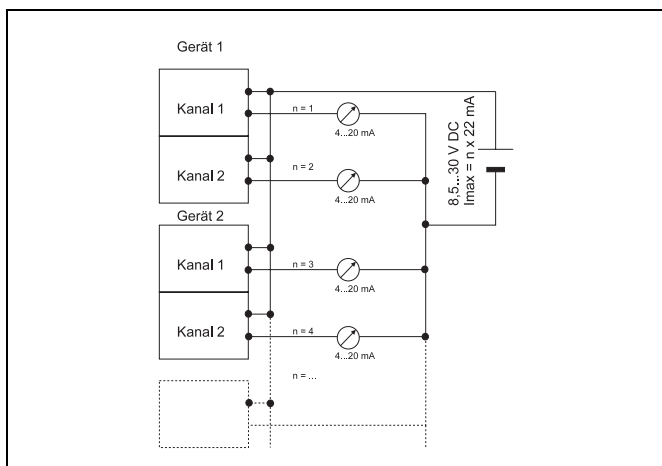 Gerät 1
Kanal 1
n = 1
4...20 mA
Kanal 2
n = 2
4...20 mA
8,5...30 V DC
Imax = n x 22 mA
Gerät 2
Kanal 1
n = 3
4...20 mA
Kanal 2
n = 4
4...20 mA
n = ...